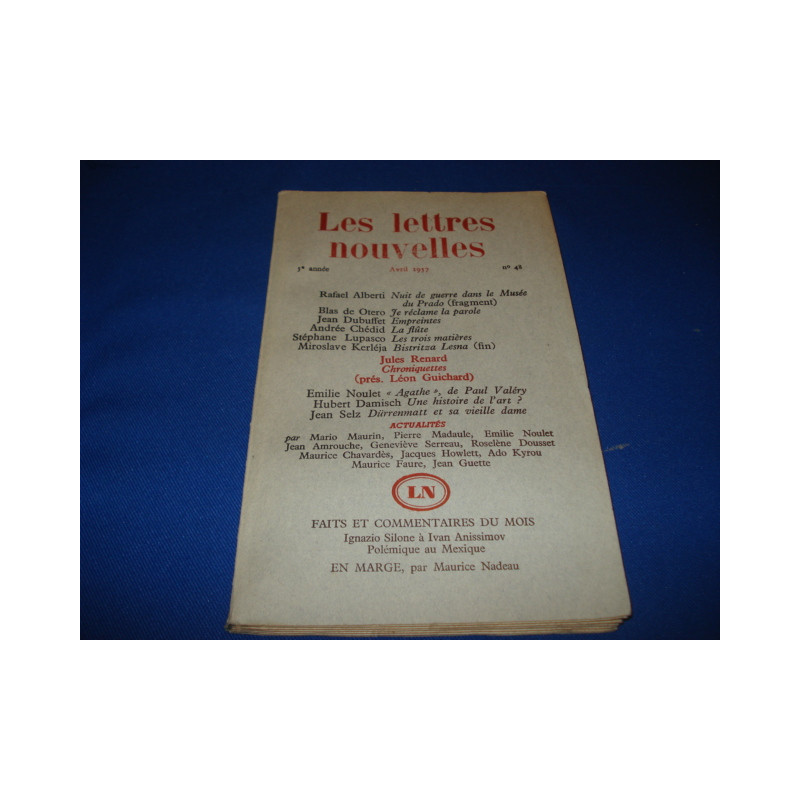 Les lettres
nouvelles
5e année Avril 1957 no 48
Rafael Alberti Nuit de guerre dans le Musée
du Prado (fragment)
Blas de Otero Je réclame la parole
Jean Dubuffet Empreintes
Andrée Chédid La flûte
Stéphane Lupasco Les trois matières
Miroslave Kerléja Bistritza Lesna (fin)
Jules Renard
Chroniquettes
(prés. Léon Guichard)
Emilie Noulet « Agathe », de Paul Valéry
Hubert Damisch Une histoire de l'art ?
Jean Selz Dürrenmatt et sa vieille dame
ACTUALITÉS
par Mario Maurin, Pierre Madaule, Emilie Noulet
Jean Amrouche, Geneviève Serreau, Roselène Dousset
Maurice Chavardès, Jacques Howlett, Ado Kyrou
Maurice Faure, Jean Guette
LN
FAITS ET COMMENTAIRES DU MOIS
Ignazio Silone à Ivan Anissimov
Polémique au Mexique
EN MARGE, par Maurice Nadeau